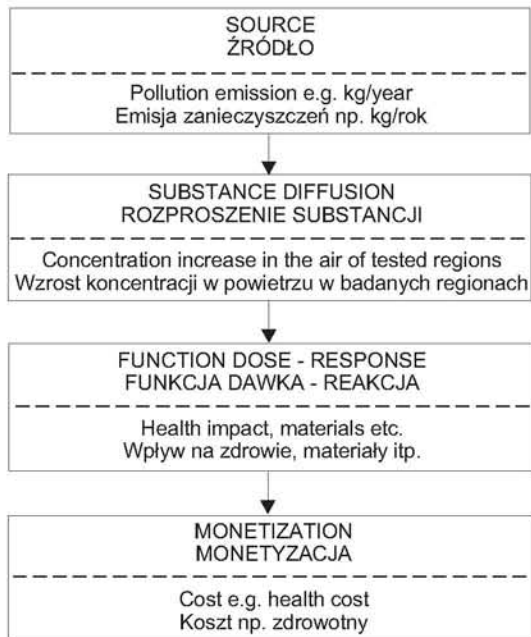 SOURCE
ŹRÓDŁO
Pollution emission e.g. kg/year
Emisja zanieczyszczeń np. kg/rok
SUBSTANCE DIFFUSION
ROZPROSZENIE SUBSTANCJI
Concentration increase in the air of tested regions
Wzrost koncentracji w powietrzu w badanych regionach
FUNCTION DOSE - RESPONSE
FUNKCJA DAWKA - REAKCJA
Health impact, materials etc.
Wpływ na zdrowie, materiały itp.
MONETIZATION
MONETYZACJA
Cost e.g. health cost
Koszt np. zdrowotny